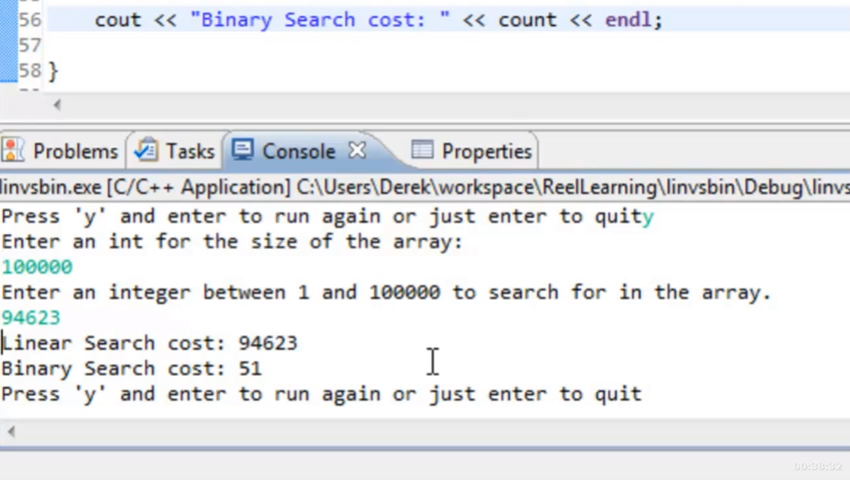 56 cout << "Binary Search cost: " << count << endl;
57
58 }
Problems Tasks Console Properties
linvsbin.exe [C/C++ Application] C:\Users\Derek\workspace\ReelLearning\linvsbin\Debug\linvs
Press 'y' and enter to run again or just enter to quity
Enter an int for the size of the array:
100000
Enter an integer between 1 and 100000 to search for in the array.
94623
Linear Search cost: 94623
Binary Search cost: 51
Press 'y' and enter to run again or just enter to quit